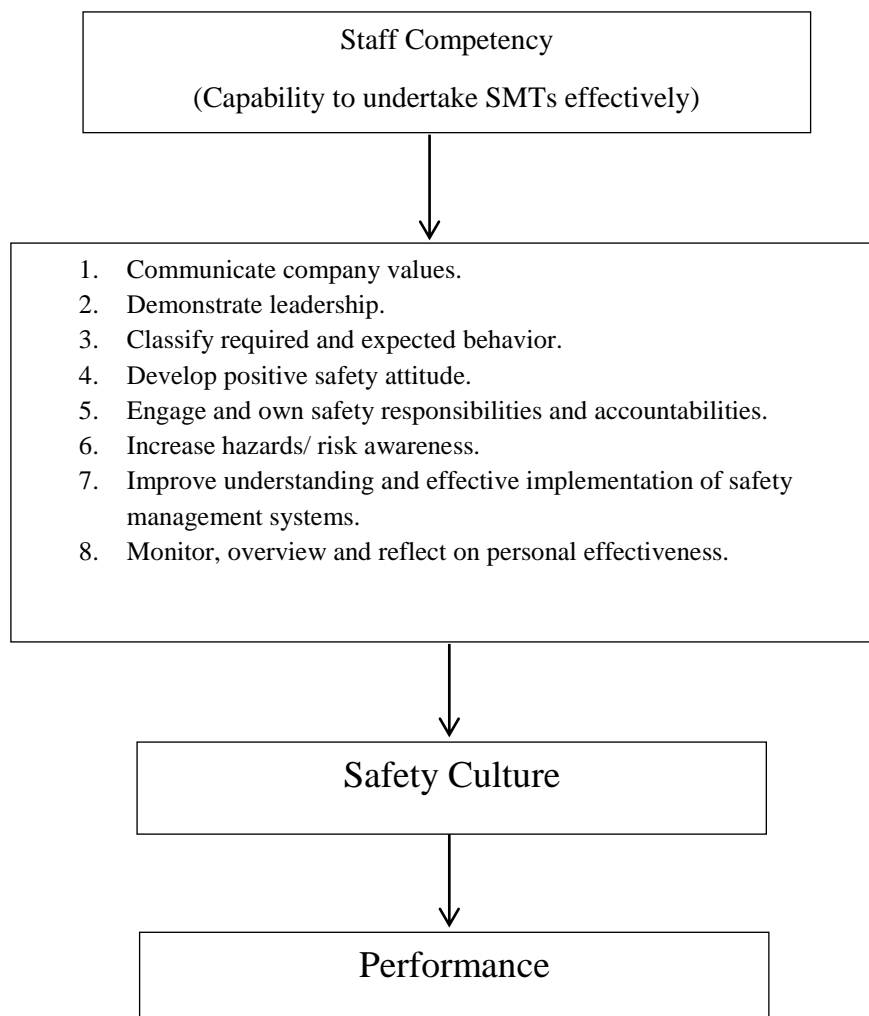 Staff Competency
(Capability to undertake SMTs effectively)
1. Communicate company values.
2. Demonstrate leadership.
3. Classify required and expected behavior.
4. Develop positive safety attitude.
5. Engage and own safety responsibilities and accountabilities.
6. Increase hazards/ risk awareness.
7. Improve understanding and effective implementation of safety
management systems.
8. Monitor, overview and reflect on personal effectiveness.
Safety Culture
Performance